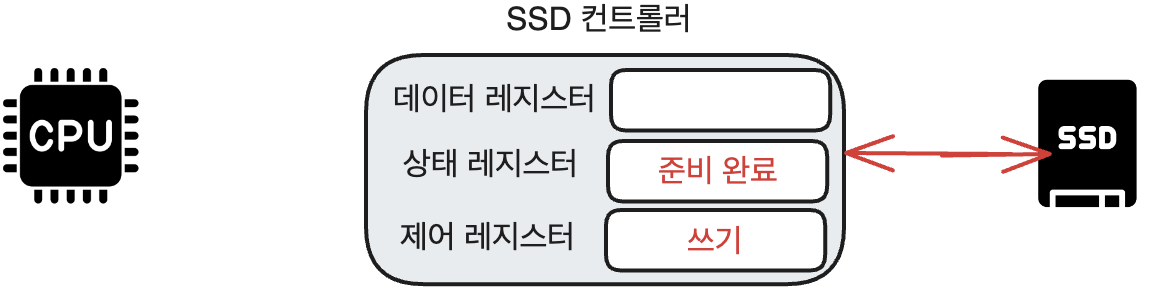 SSD 컨트롤러
CPU
데이터 레지스터
상태 레지스터
준비 완료
제어 레지스터
쓰기
SSD